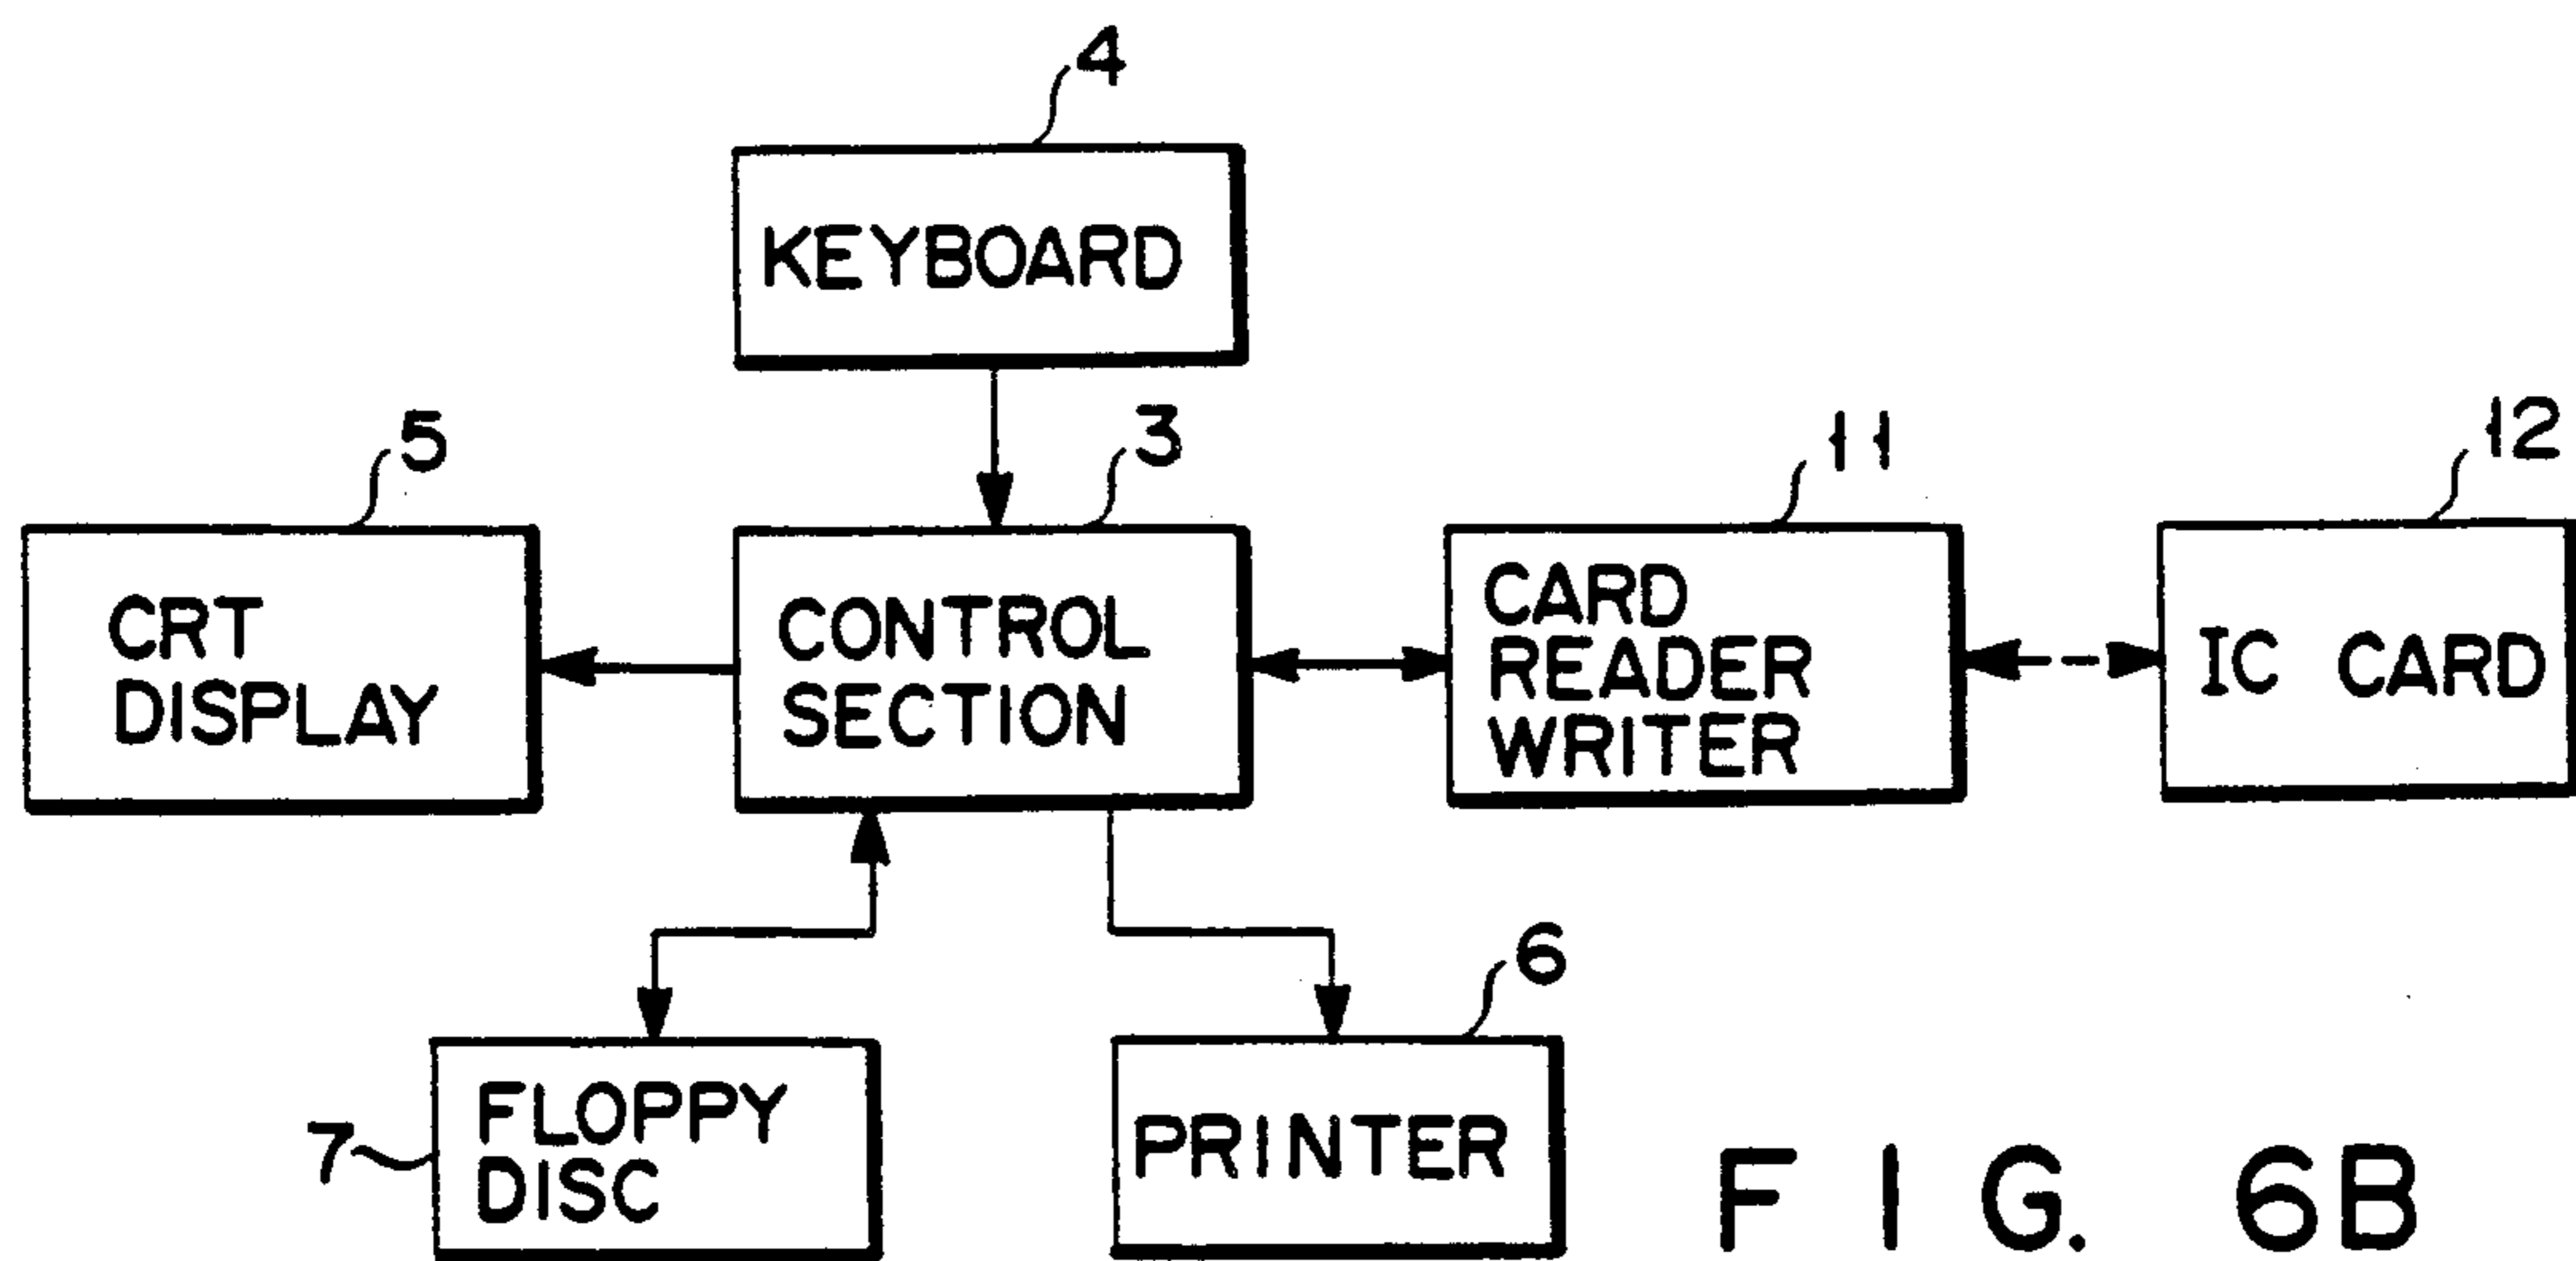 4
KEYBOARD
5
3
11
12
CRT
DISPLAY
CONTROL
SECTION
CARD
READER
WRITER
IC CARD
7
FLOPPY
DISC
6
PRINTER
FIG. 6B